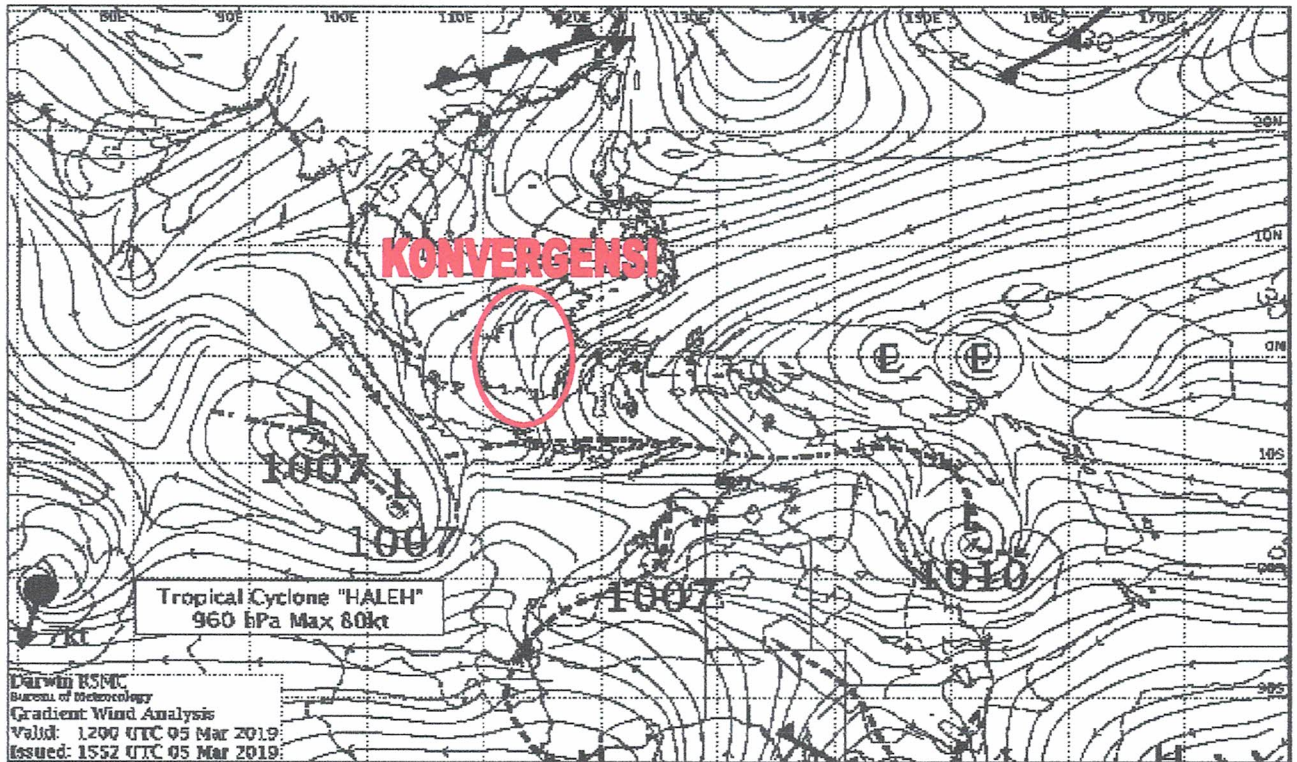 80E 90E 100E 110E 120E 130E 140E 150E 160E 170E
20N
KONVERGENSI
10N
E E
0N
L
10S
1007
L
1007
L
1010
1007
7kt
Tropical Cyclone "HALEH"
960 hPa Max 80kt
Darwin RSMC
Bureau of Meteorology
Gradient Wind Analysis
Valid: 1200 UTC 05 Mar 2019
Issued: 1552 UTC 05 Mar 2019
H